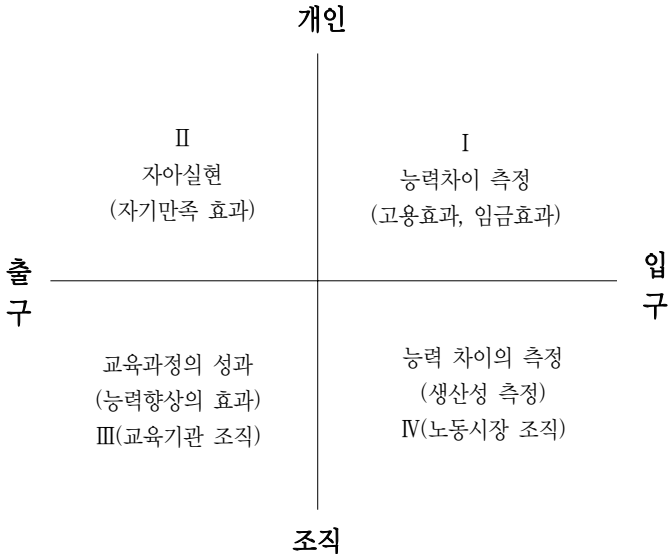 개인
Ⅱ
자아실현
(자기만족 효과)
Ⅰ
능력차이 측정
(고용효과, 임금효과)
출구
입구
교육과정의 성과
(능력향상의 효과)
Ⅲ(교육기관 조직)
능력 차이의 측정
(생산성 측정)
Ⅳ(노동시장 조직)
조직